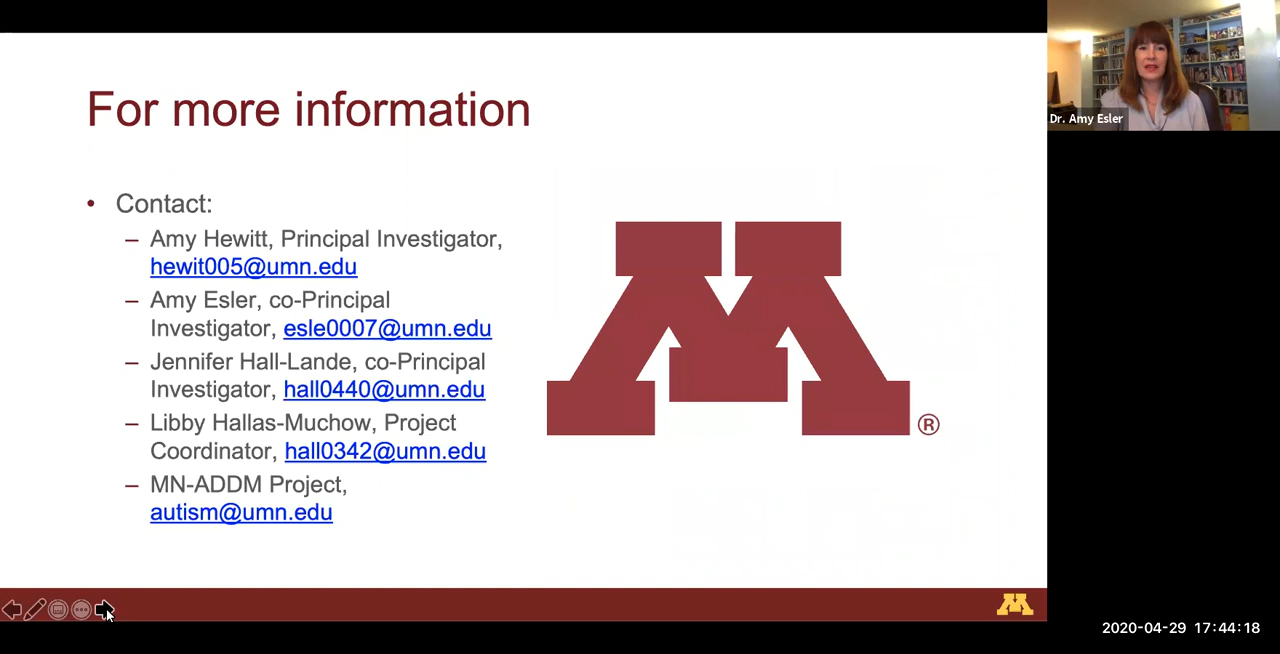 For more information
• Contact:
– Amy Hewitt, Principal Investigator,
hewit005@umn.edu
– Amy Esler, co-Principal
Investigator, esle0007@umn.edu
– Jennifer Hall-Lande, co-Principal
Investigator, hall0440@umn.edu
– Libby Hallas-Muchow, Project
Coordinator, hall0342@umn.edu
– MN-ADDM Project,
autism@umn.edu
M®
M
Dr. Amy Esler
2020-04-29 17:44:18